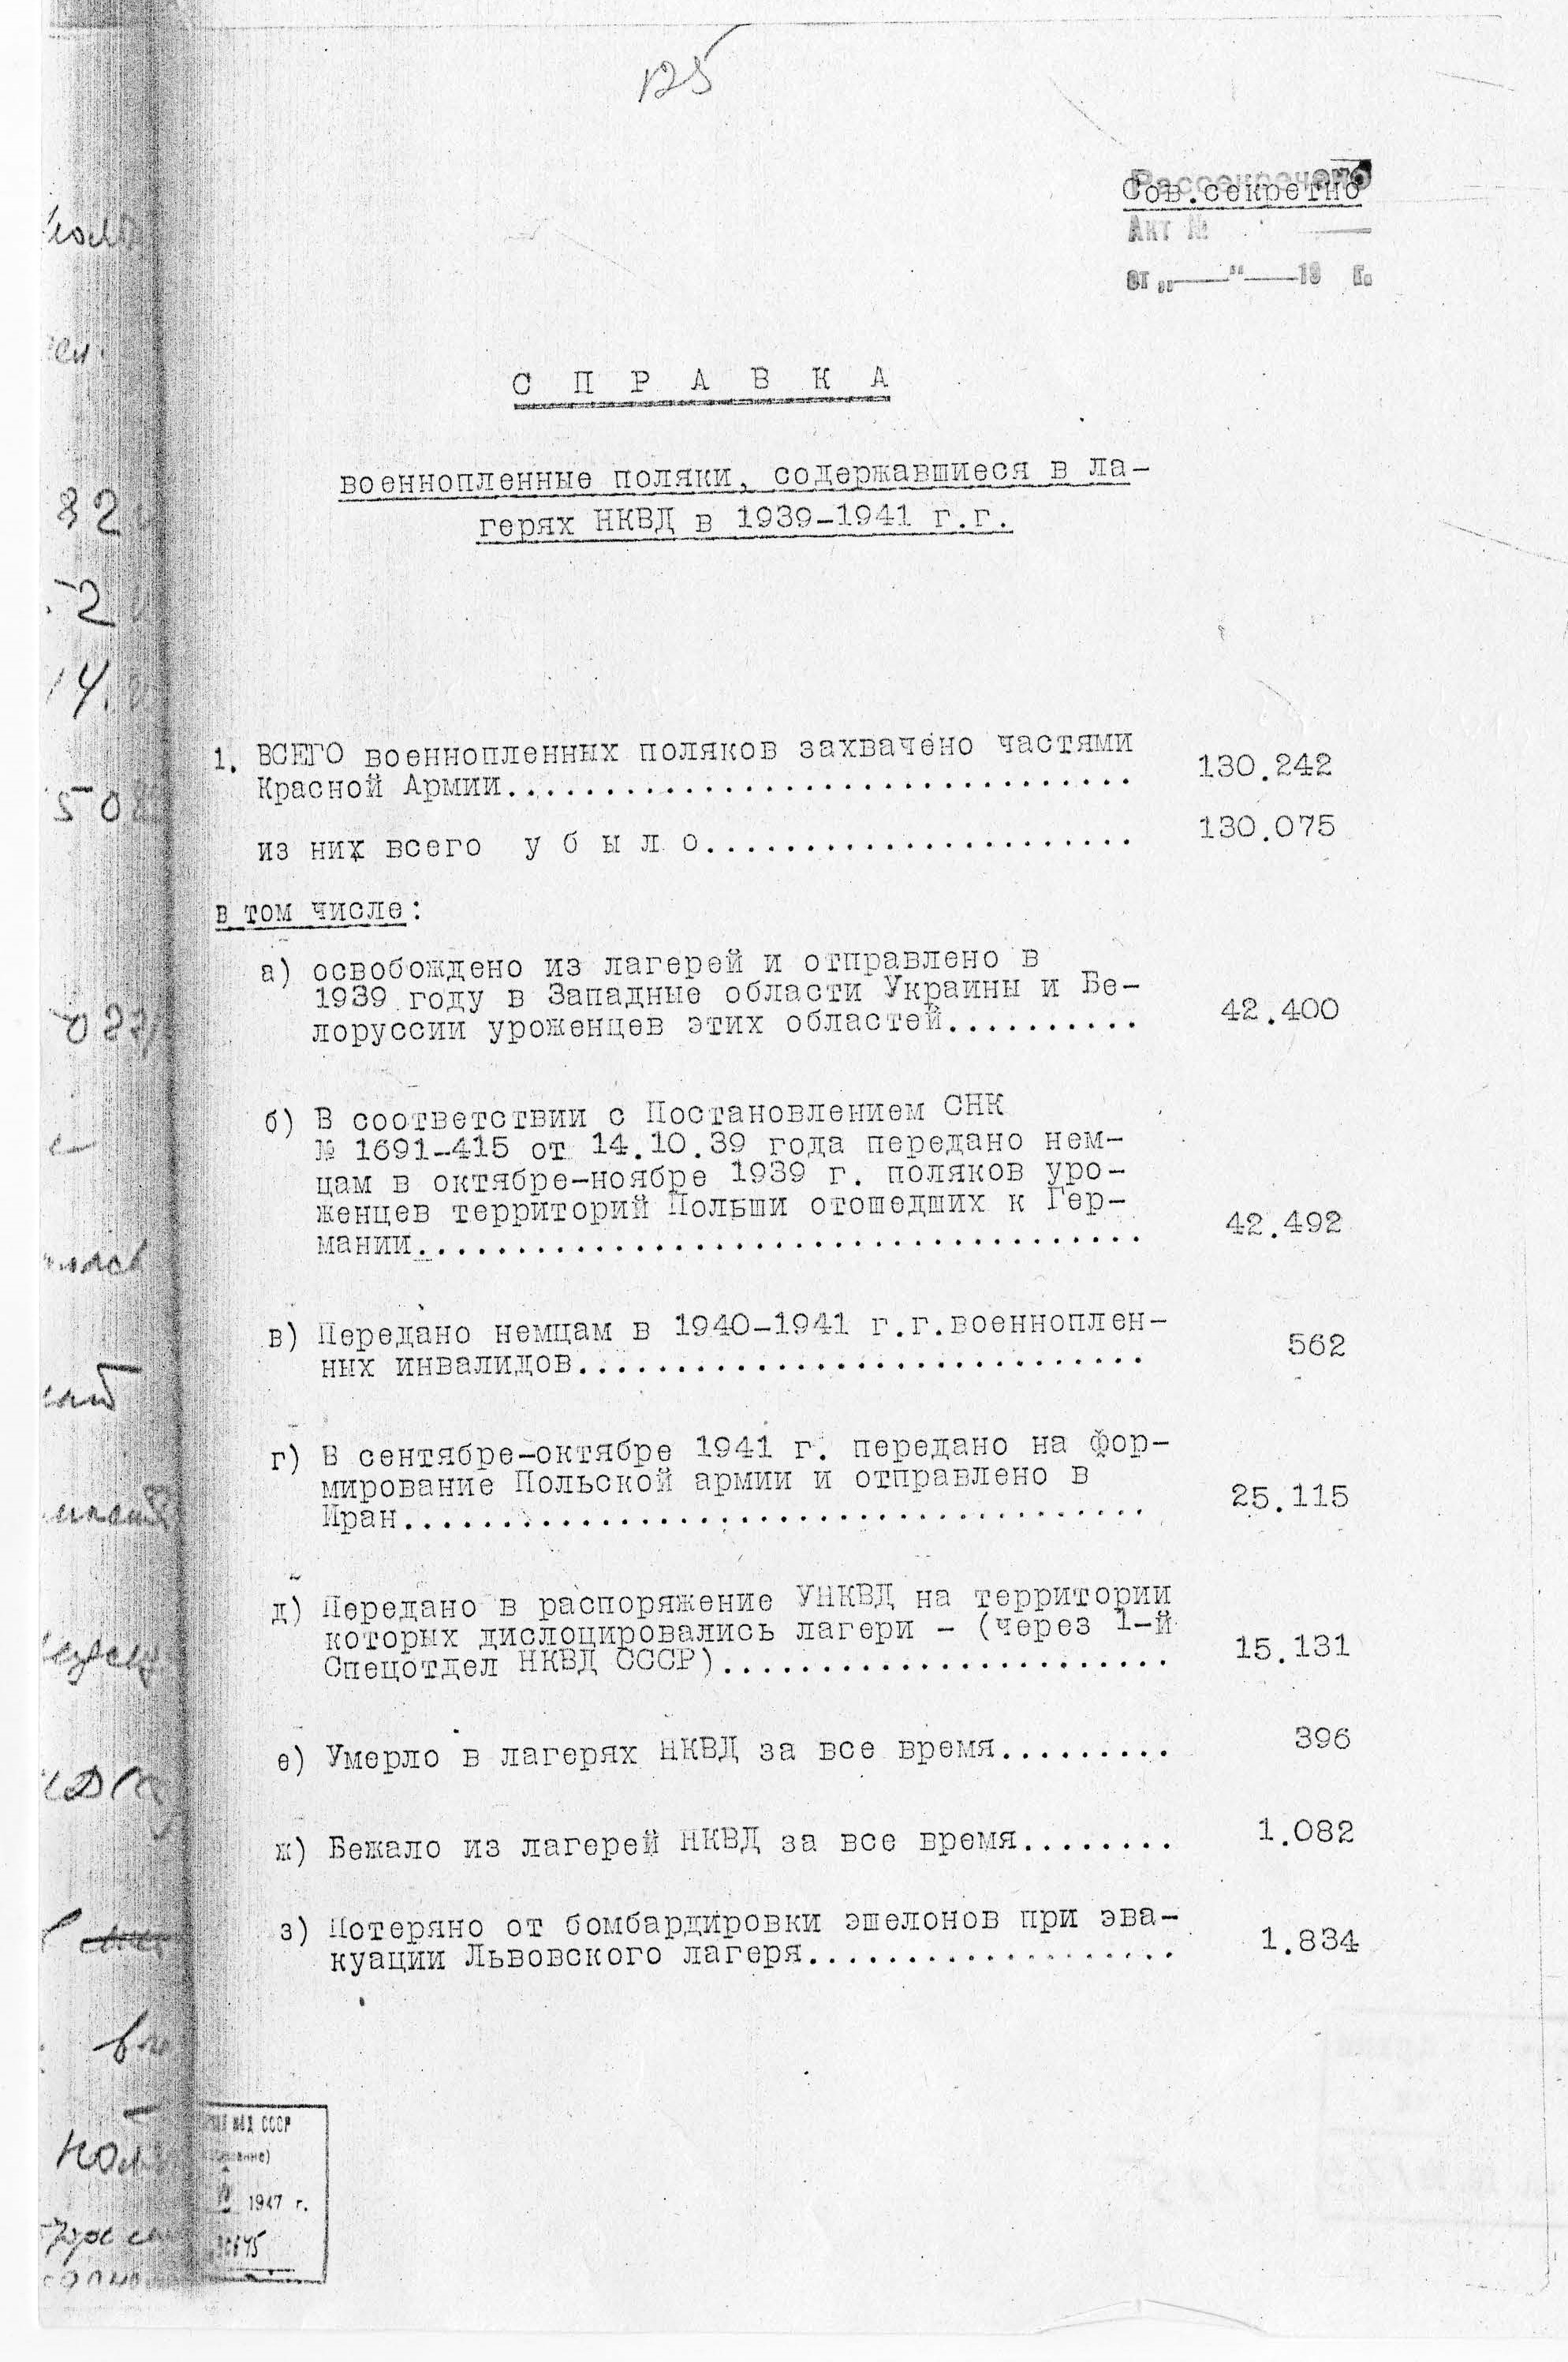 125
Рассекречено
Сов.секретно
Акт №
от „ “ 19 г.
С П Р А В К А
военнопленные поляки, содержавшиеся в ла-
герях НКВД в 1939-1941 г.г.
1. ВСЕГО военнопленных поляков захвачено частями
Красной Армии................................ 130.242
из них всего у б ы л о...................... 130.075
в том числе:
а) освобождено из лагерей и отправлено в
1939 году в Западные области Украины и Бе-
лоруссии уроженцев этих областей.......... 42.400
б) В соответствии с Постановлением СНК
№ 1691-415 от 14.10.39 года передано нем-
цам в октябре-ноябре 1939 г. поляков уро-
женцев территорий Польши отошедших к Гер-
мании..................................... 42.492
в) Передано немцам в 1940-1941 г.г.военноплен-
ных инвалидов............................. 562
г) В сентябре-октябре 1941 г. передано на фор-
мирование Польской армии и отправлено в
Иран...................................... 25.115
д) Передано в распоряжение УНКВД на территории
которых дислоцировались лагери - (через 1-й
Спецотдел НКВД СССР)....................... 15.131
е) Умерло в лагерях НКВД за все время......... 396
ж) Бежало из лагерей НКВД за все время........ 1.082
з) Потеряно от бомбардировки эшелонов при эва-
куации Львовского лагеря................... 1.834
МВД СССР
1947 г.